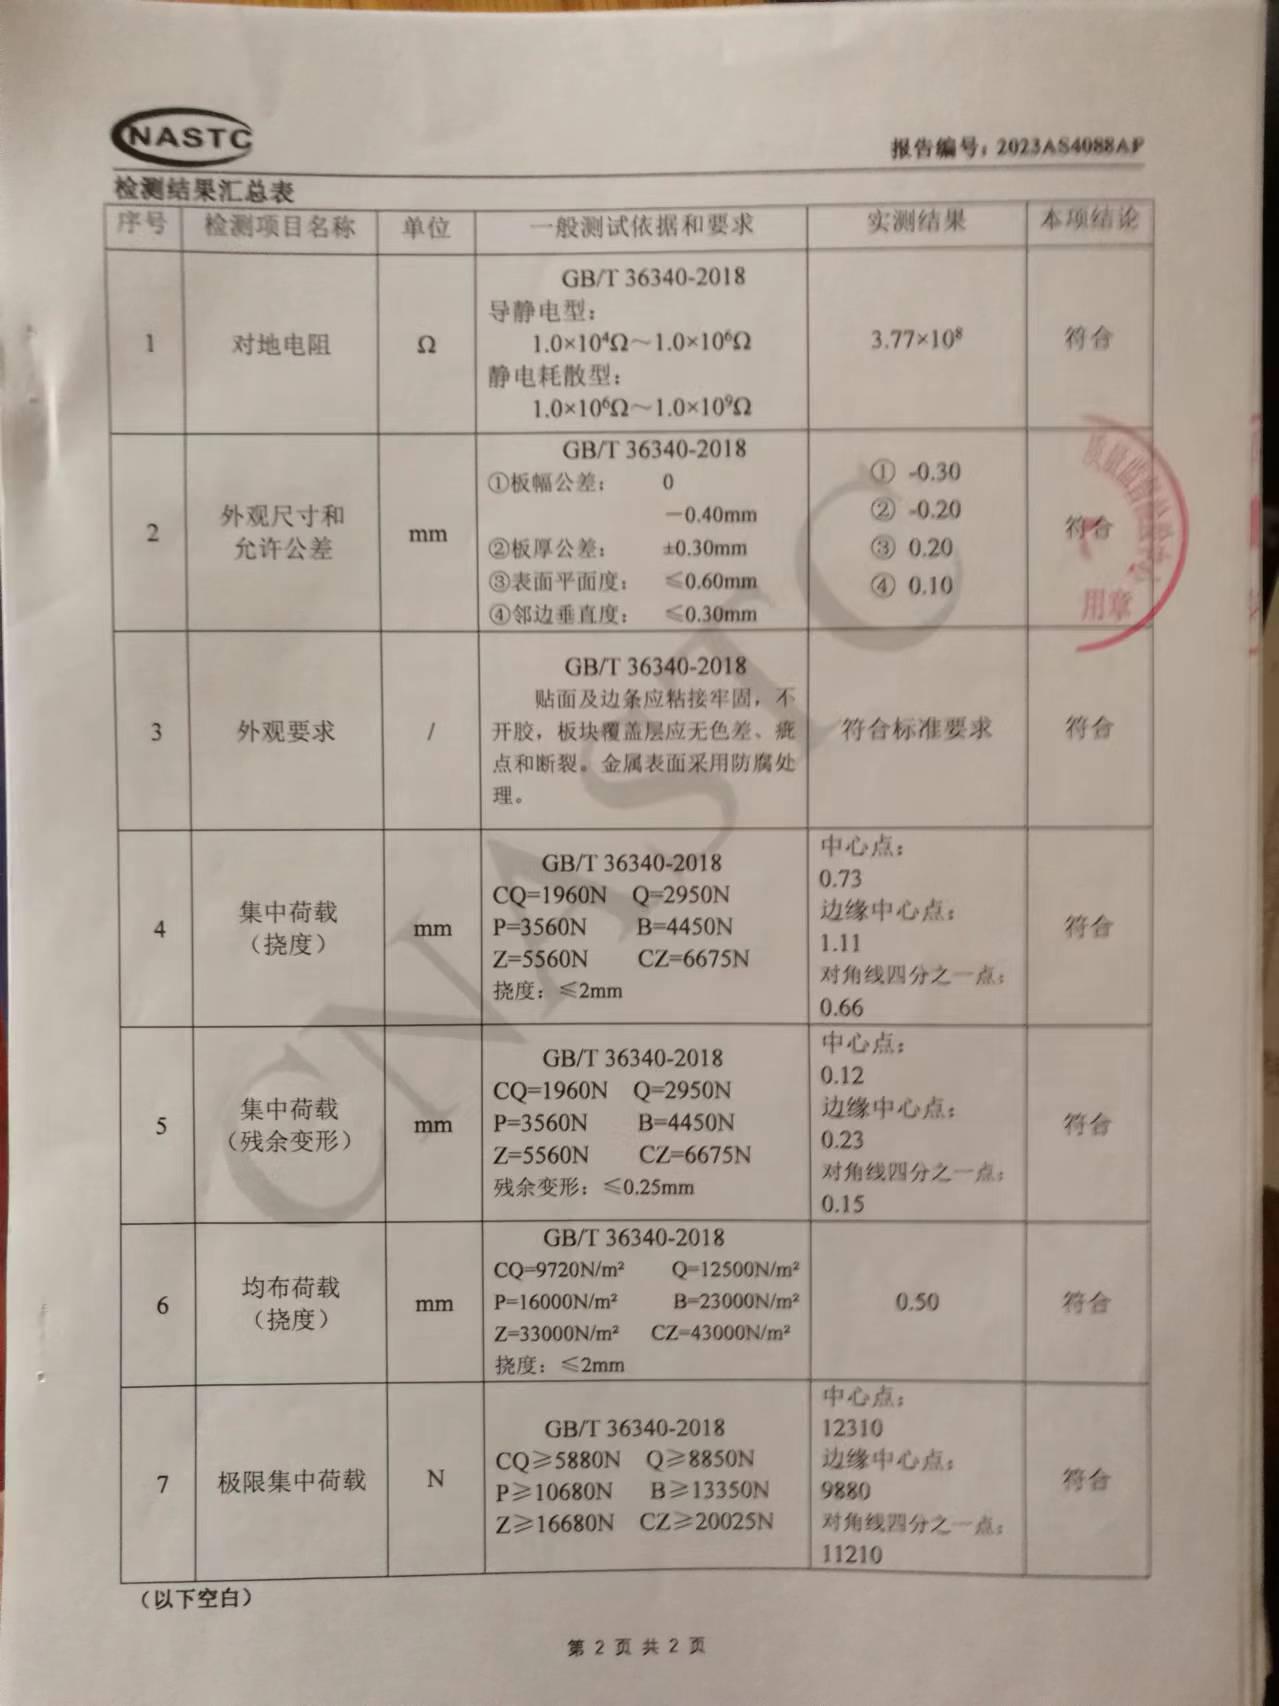 NASTC
报告编号：2023AS4088AP
检测结果汇总表
序号 检测项目名称 单位 一般测试依据和要求 实测结果 本项结论
1 对地电阻 Ω
GB/T 36340-2018
导静电型：
1.0×10⁴Ω～1.0×10⁶Ω
静电耗散型：
1.0×10⁶Ω～1.0×10⁹Ω
3.77×10⁸
符合
2
外观尺寸和
允许公差
mm
GB/T 36340-2018
①板幅公差： 0
－0.40mm
②板厚公差： ±0.30mm
③表面平面度： ≤0.60mm
④邻边垂直度： ≤0.30mm
① -0.30
② -0.20
③ 0.20
④ 0.10
符合
用章
3 外观要求 /
GB/T 36340-2018
贴面及边条应粘接牢固，不
开胶，板块覆盖层应无色差、疵
点和断裂。金属表面采用防腐处
理。
符合标准要求
符合
4
集中荷载
（挠度）
mm
GB/T 36340-2018
CQ=1960N Q=2950N
P=3560N B=4450N
Z=5560N CZ=6675N
挠度：≤2mm
中心点：
0.73
边缘中心点：
1.11
对角线四分之一点：
0.66
符合
5
集中荷载
（残余变形）
mm
GB/T 36340-2018
CQ=1960N Q=2950N
P=3560N B=4450N
Z=5560N CZ=6675N
残余变形：≤0.25mm
中心点：
0.12
边缘中心点：
0.23
对角线四分之一点：
0.15
符合
6
均布荷载
（挠度）
mm
GB/T 36340-2018
CQ=9720N/m² Q=12500N/m²
P=16000N/m² B=23000N/m²
Z=33000N/m² CZ=43000N/m²
挠度：≤2mm
0.50
符合
7 极限集中荷载 N
GB/T 36340-2018
CQ≥5880N Q≥8850N
P≥10680N B≥13350N
Z≥16680N CZ≥20025N
中心点：
12310
边缘中心点：
9880
对角线四分之一点：
11210
符合
（以下空白）
第 2 页 共 2 页
CNASTC